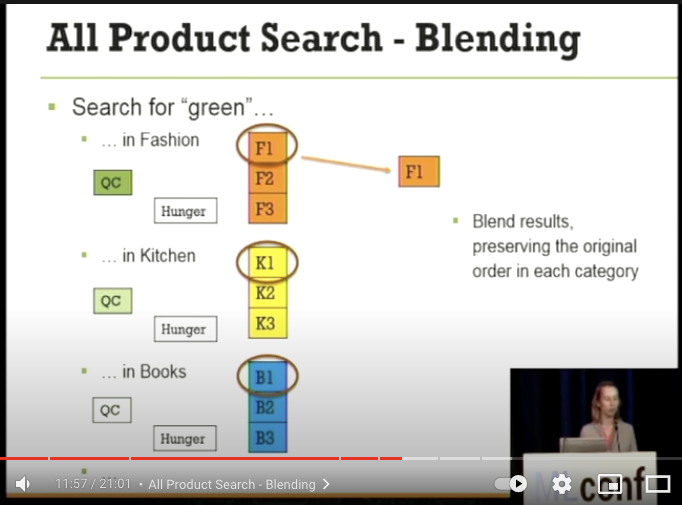 All Product Search - Blending
Search for “green”…
… in Fashion
F1
F1
QC
F2
Hunger
F3
Blend results,
preserving the original
order in each category
… in Kitchen
K1
QC
K2
Hunger
K3
… in Books
B1
QC
B2
Hunger
B3
11:57 / 21:01 • All Product Search - Blending >
MLconf